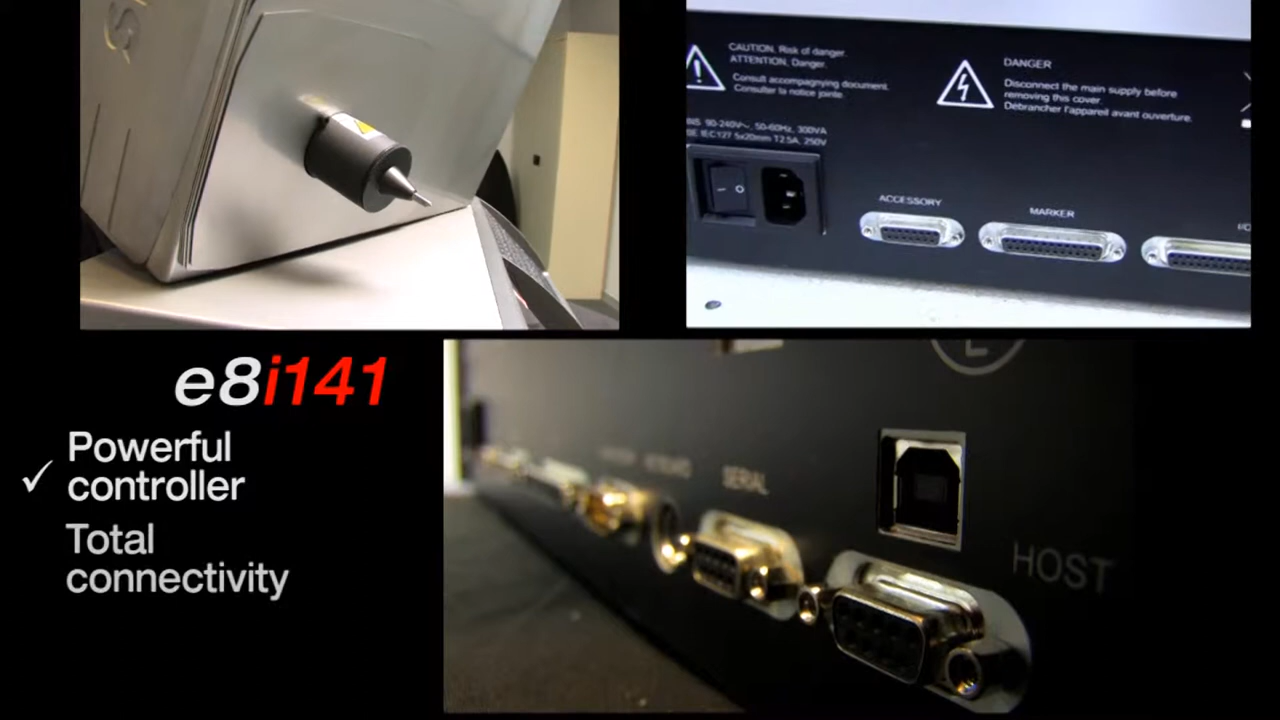 S
CAUTION. Risk of danger.
ATTENTION, Danger.
Consult accompagnying document.
Consulter la notice jointe.
DANGER
Disconnect the main supply before
removing this cover.
Débrancher l'appareil avant ouverture.
90-240V~, 50-60Hz, 300VA
IEC127 5x20mm T2.5A, 250V
ACCESSORY
MARKER
e8i141
✓ Powerful
controller
Total
connectivity
L
SERIAL
HOST